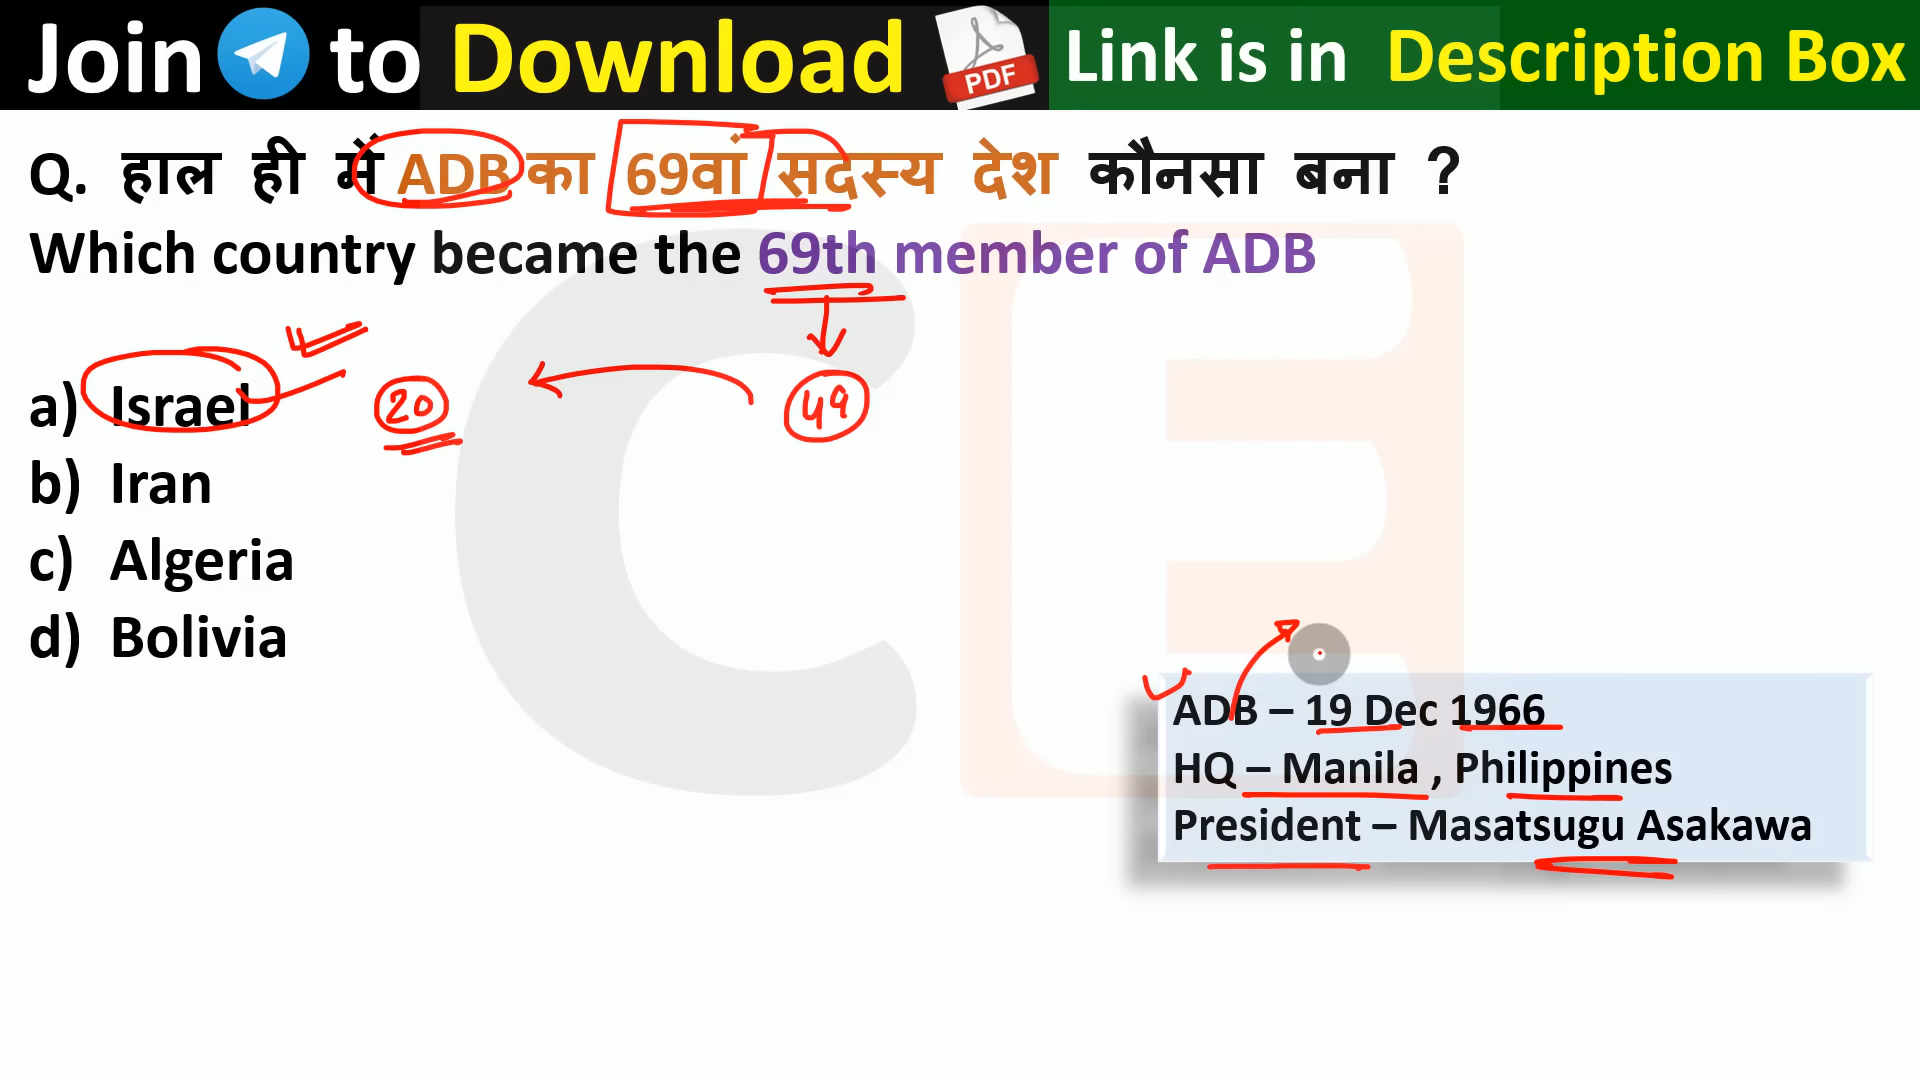 Join to Download PDF Link is in Description Box
Q. हाल ही में ADB का 69वां सदस्य देश कौनसा बना ?
Which country became the 69th member of ADB
a) Israel 20 49
b) Iran
c) Algeria
d) Bolivia
ADB – 19 Dec 1966
HQ – Manila , Philippines
President – Masatsugu Asakawa
CE